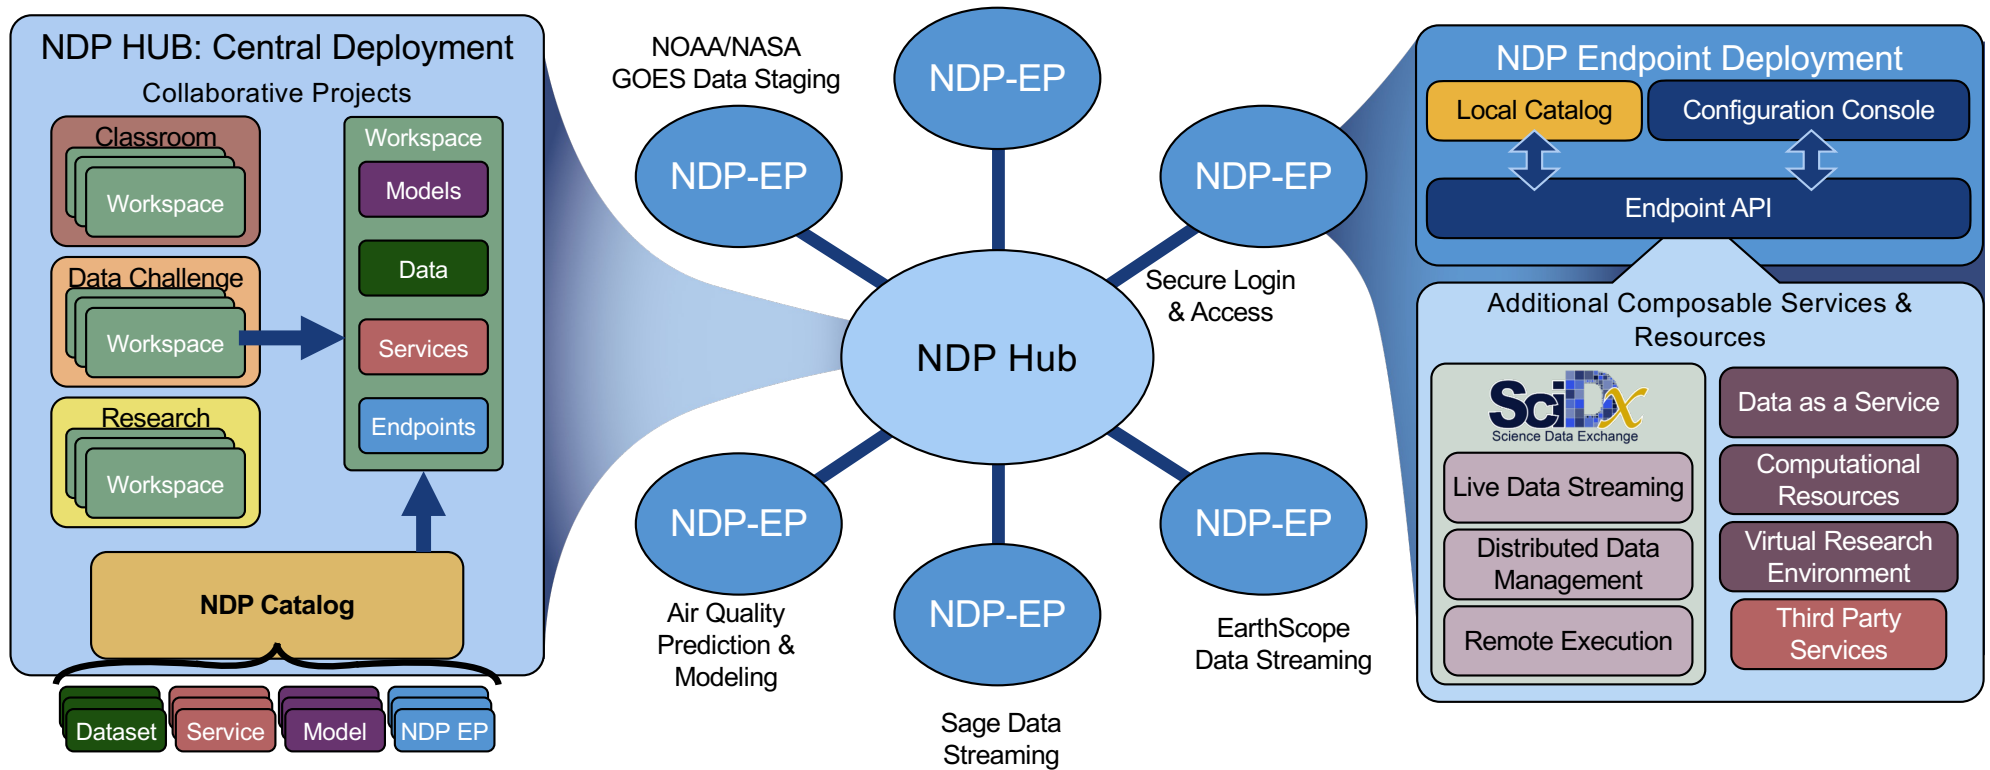 NDP HUB: Central Deployment
Collaborative Projects
Classroom
Workspace
Data Challenge
Workspace
Research
Workspace
Workspace
Models
Data
Services
Endpoints
NDP Catalog
Dataset
Service
Model
NDP EP
NOAA/NASA
GOES Data Staging
NDP-EP
NDP-EP
NDP-EP
Secure Login
& Access
NDP Hub
NDP-EP
Air Quality
Prediction &
Modeling
NDP-EP
Sage Data
Streaming
NDP-EP
EarthScope
Data Streaming
NDP Endpoint Deployment
Local Catalog
Configuration Console
Endpoint API
Additional Composable Services &
Resources
SciDx
Science Data Exchange
Live Data Streaming
Distributed Data
Management
Remote Execution
Data as a Service
Computational
Resources
Virtual Research
Environment
Third Party
Services